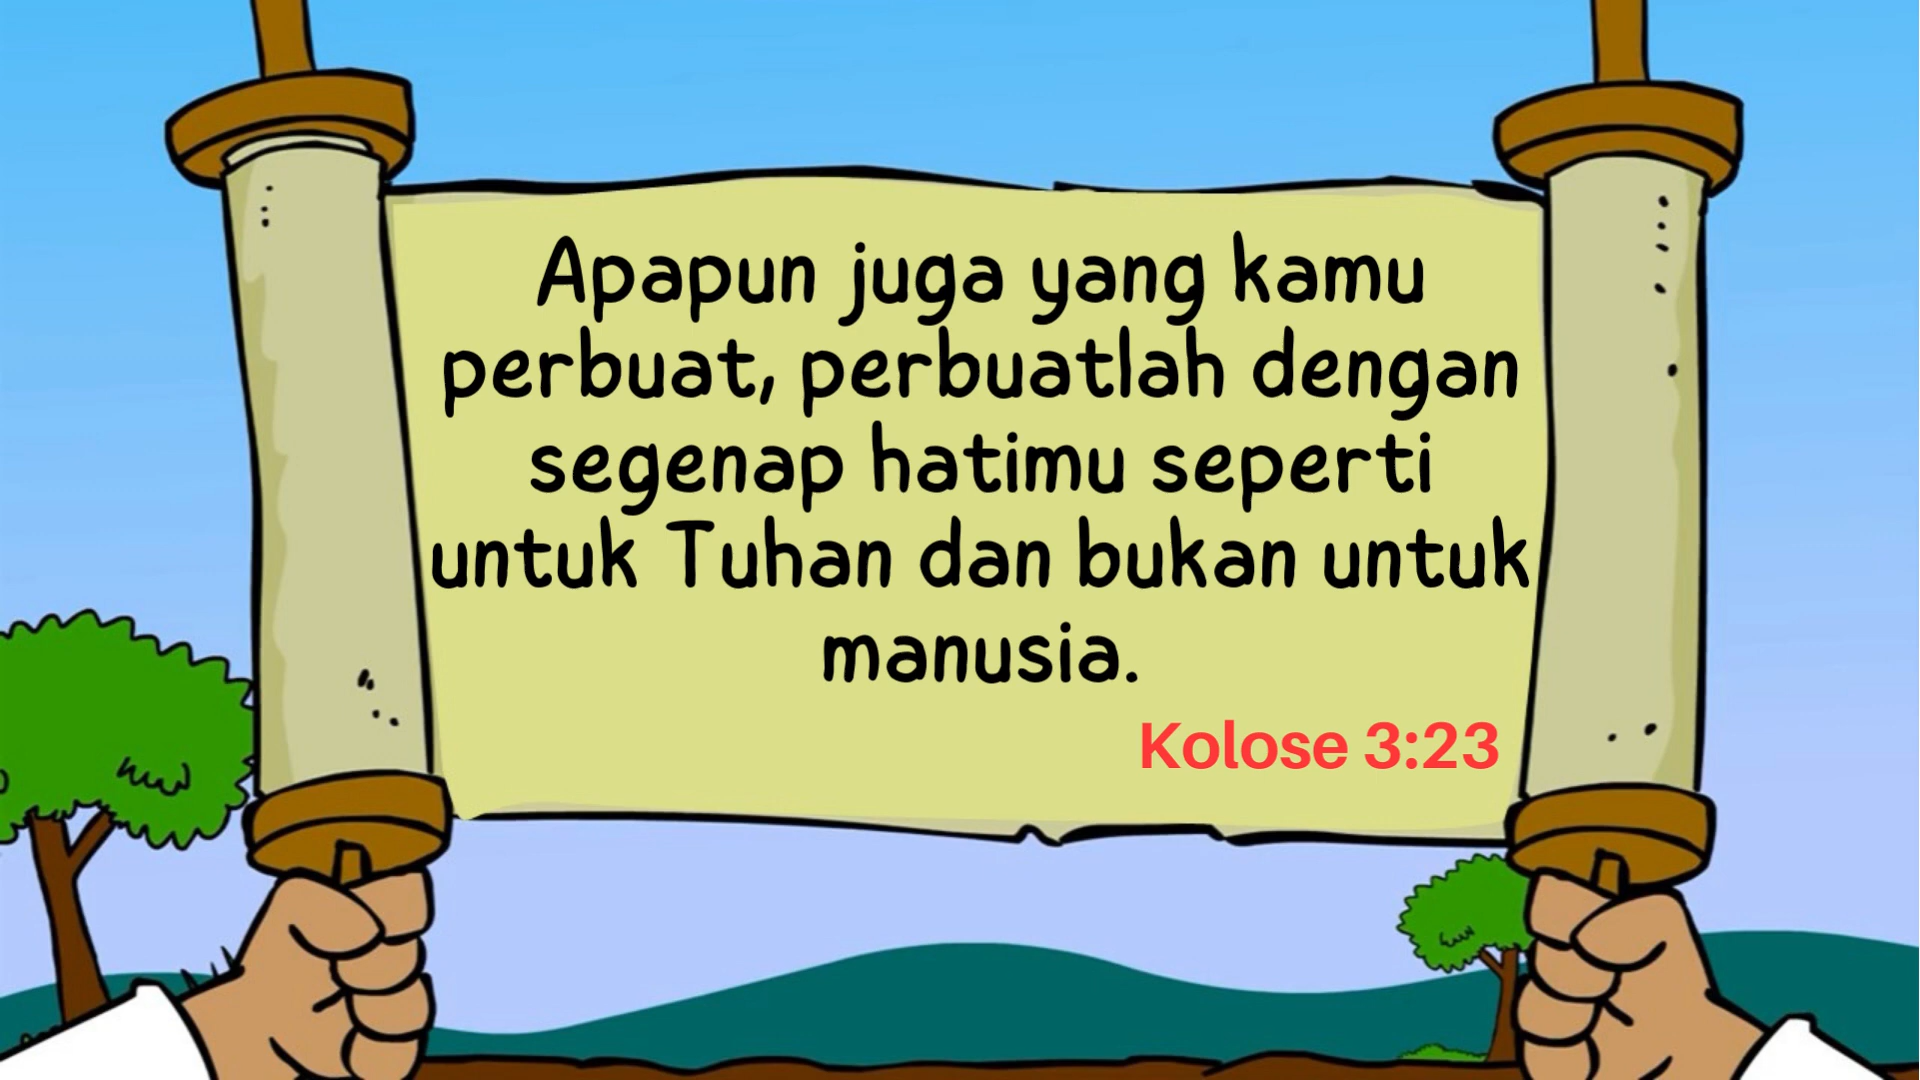 Apapun juga yang kamu
perbuat, perbuatlah dengan
segenap hatimu seperti
untuk Tuhan dan bukan untuk
manusia.
Kolose 3:23